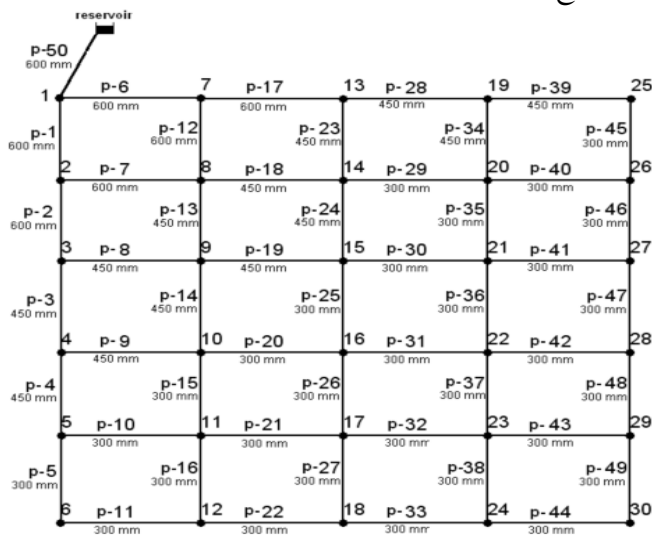 reservoir
p-50
600 mm
1
p-6
600 mm
7
p-17
600 mm
13
p-28
450 mm
19
p-39
450 mm
25
p-1
600 mm
p-12
600 mm
p-23
450 mm
p-34
450 mm
p-45
300 mm
2
p-7
600 mm
8
p-18
450 mm
14
p-29
300 mm
20
p-40
300 mm
26
p-2
600 mm
p-13
450 mm
p-24
450 mm
p-35
300 mm
p-46
300 mm
3
p-8
450 mm
9
p-19
450 mm
15
p-30
300 mm
21
p-41
300 mm
27
p-3
450 mm
p-14
450 mm
p-25
300 mm
p-36
300 mm
p-47
300 mm
4
p-9
450 mm
10
p-20
300 mm
16
p-31
300 mm
22
p-42
300 mm
28
p-4
450 mm
p-15
300 mm
p-26
300 mm
p-37
300 mm
p-48
300 mm
5
p-10
300 mm
11
p-21
300 mm
17
p-32
300 mm
23
p-43
300 mm
29
p-5
300 mm
p-16
300 mm
p-27
300 mm
p-38
300 mm
p-49
300 mm
6
p-11
300 mm
12
p-22
300 mm
18
p-33
300 mm
24
p-44
300 mm
30